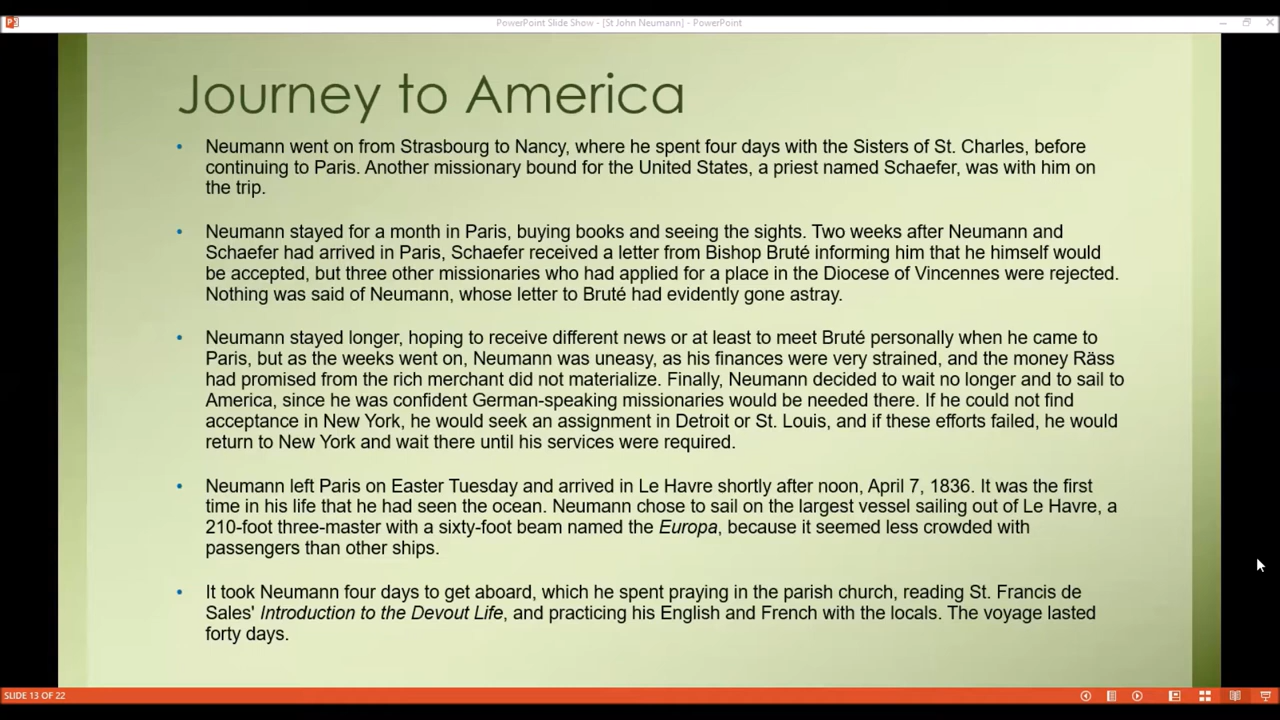 PowerPoint Slide Show - [St John Neumann] - PowerPoint
Journey to America
• Neumann went on from Strasbourg to Nancy, where he spent four days with the Sisters of St. Charles, before
continuing to Paris. Another missionary bound for the United States, a priest named Schaefer, was with him on
the trip.
• Neumann stayed for a month in Paris, buying books and seeing the sights. Two weeks after Neumann and
Schaefer had arrived in Paris, Schaefer received a letter from Bishop Bruté informing him that he himself would
be accepted, but three other missionaries who had applied for a place in the Diocese of Vincennes were rejected.
Nothing was said of Neumann, whose letter to Bruté had evidently gone astray.
• Neumann stayed longer, hoping to receive different news or at least to meet Bruté personally when he came to
Paris, but as the weeks went on, Neumann was uneasy, as his finances were very strained, and the money Räss
had promised from the rich merchant did not materialize. Finally, Neumann decided to wait no longer and to sail to
America, since he was confident German-speaking missionaries would be needed there. If he could not find
acceptance in New York, he would seek an assignment in Detroit or St. Louis, and if these efforts failed, he would
return to New York and wait there until his services were required.
• Neumann left Paris on Easter Tuesday and arrived in Le Havre shortly after noon, April 7, 1836. It was the first
time in his life that he had seen the ocean. Neumann chose to sail on the largest vessel sailing out of Le Havre, a
210-foot three-master with a sixty-foot beam named the Europa, because it seemed less crowded with
passengers than other ships.
• It took Neumann four days to get aboard, which he spent praying in the parish church, reading St. Francis de
Sales' Introduction to the Devout Life, and practicing his English and French with the locals. The voyage lasted
forty days.
SLIDE 13 OF 22